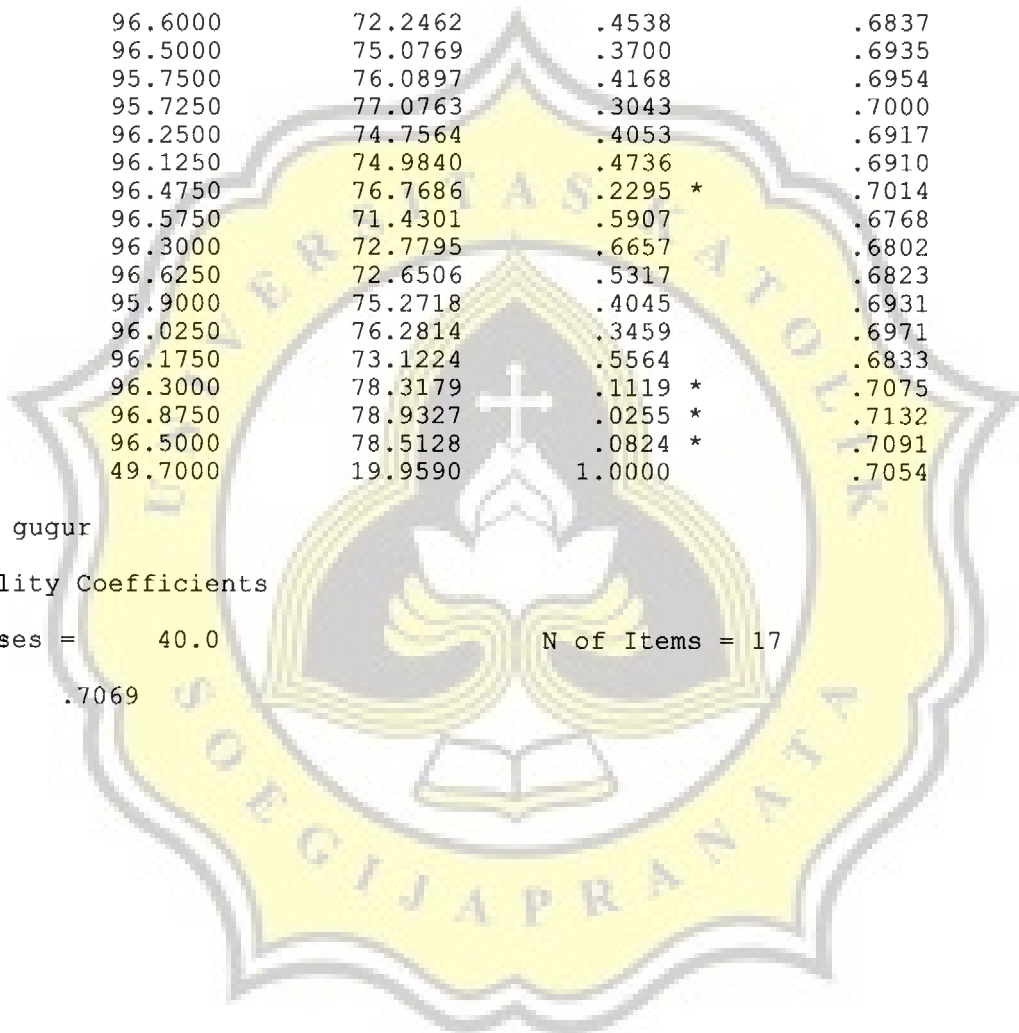 96.6000 72.2462 .4538 .6837
96.5000 75.0769 .3700 .6935
95.7500 76.0897 .4168 .6954
95.7250 77.0763 .3043 .7000
96.2500 74.7564 .4053 .6917
96.1250 74.9840 .4736 .6910
96.4750 76.7686 .2295 * .7014
96.5750 71.4301 .5907 .6768
96.3000 72.7795 .6657 .6802
96.6250 72.6506 .5317 .6823
95.9000 75.2718 .4045 .6931
96.0250 76.2814 .3459 .6971
96.1750 73.1224 .5564 .6833
96.3000 78.3179 .1119 * .7075
96.8750 78.9327 .0255 * .7132
96.5000 78.5128 .0824 * .7091
49.7000 19.9590 1.0000 .7054
gugur
lity Coefficients
ses = 40.0 N of Items = 17
.7069
UNIVERSITAS KATOLIK
SOEGIJAPRANATA